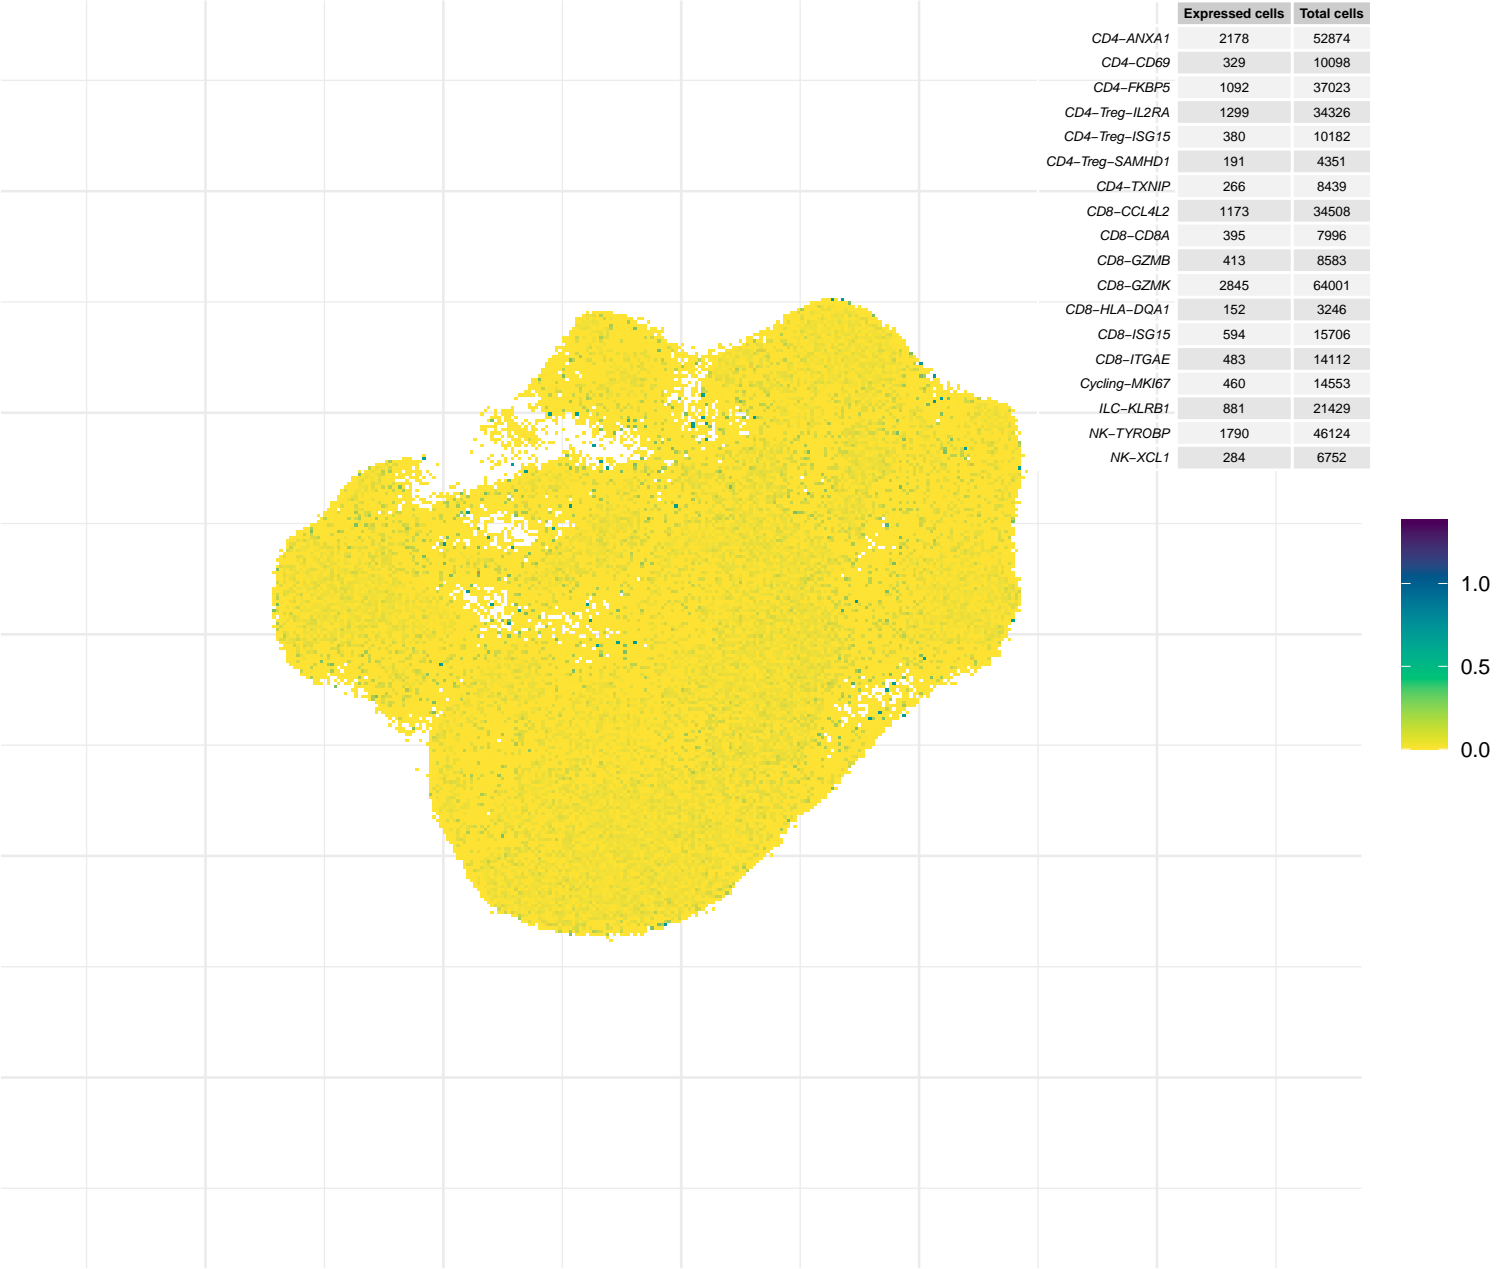 Expressed cells Total cells
CD4−ANXA1 2178 52874
CD4−CD69 329 10098
CD4−FKBP5 1092 37023
CD4−Treg−IL2RA 1299 34326
CD4−Treg−ISG15 380 10182
CD4−Treg−SAMHD1 191 4351
CD4−TXNIP 266 8439
CD8−CCL4L2 1173 34508
CD8−CD8A 395 7996
CD8−GZMB 413 8583
CD8−GZMK 2845 64001
CD8−HLA−DQA1 152 3246
CD8−ISG15 594 15706
CD8−ITGAE 483 14112
Cycling−MKI67 460 14553
ILC−KLRB1 881 21429
NK−TYROBP 1790 46124
NK−XCL1 284 6752
1.0
0.5
0.0